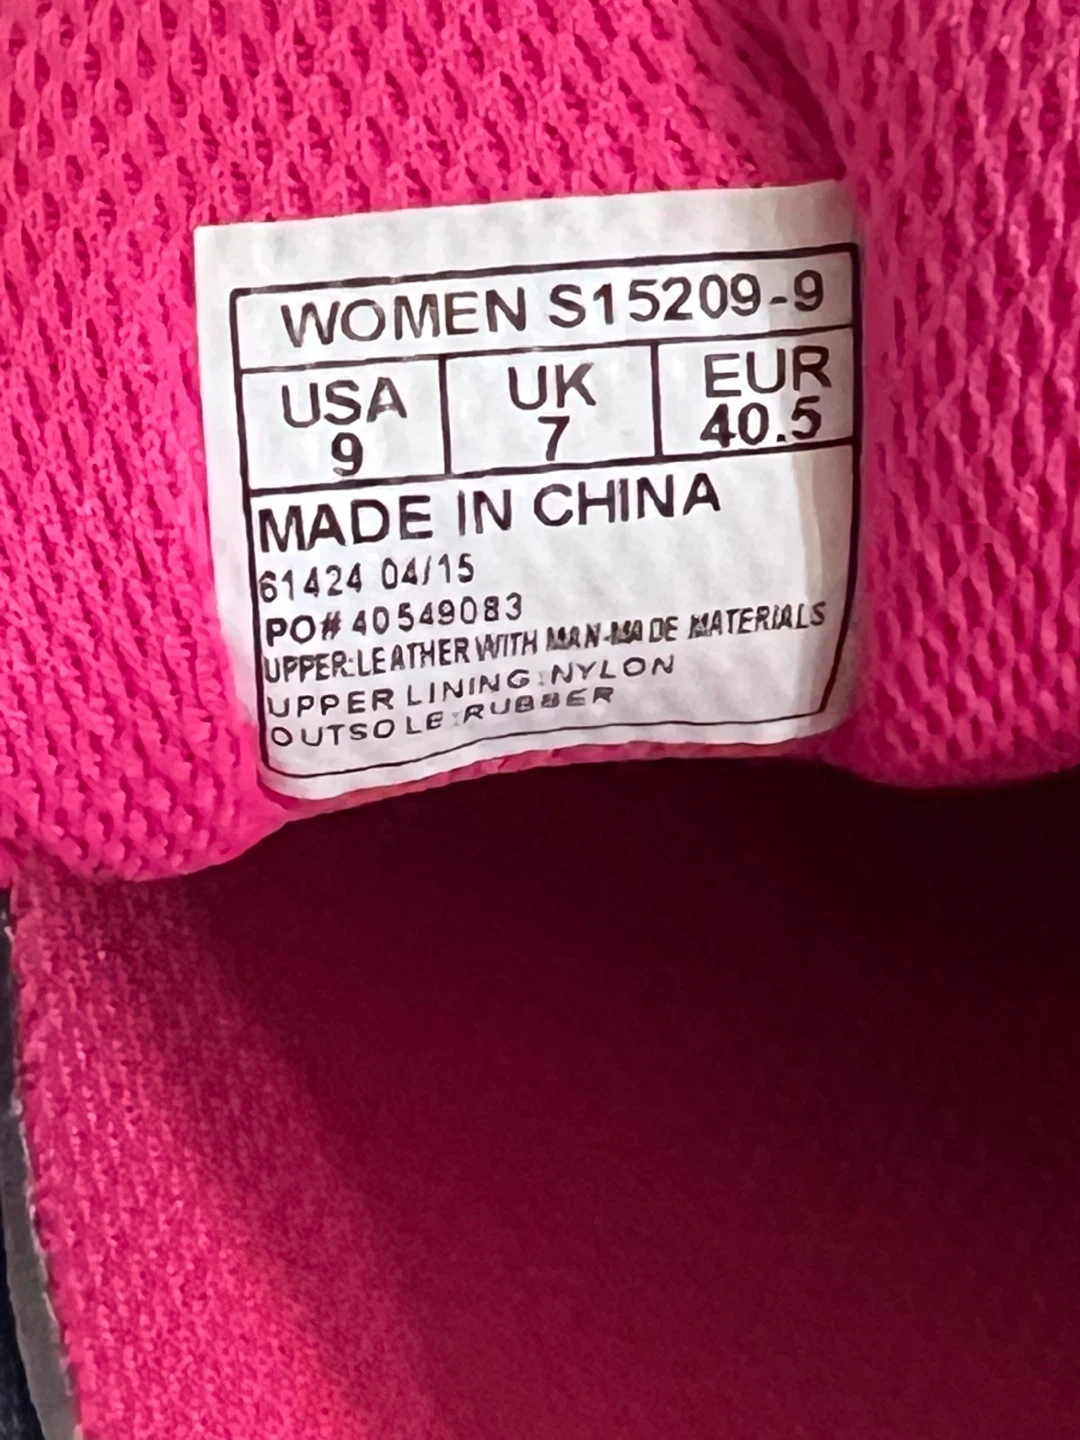 WOMEN S15209-9
USA UK EUR
9 7 40.5
MADE IN CHINA
61424 04/15
PO# 40549083
UPPER:LEATHER WITH MAN-MADE MATERIALS
UPPER LINING:NYLON
OUTSOLE:RUBBER